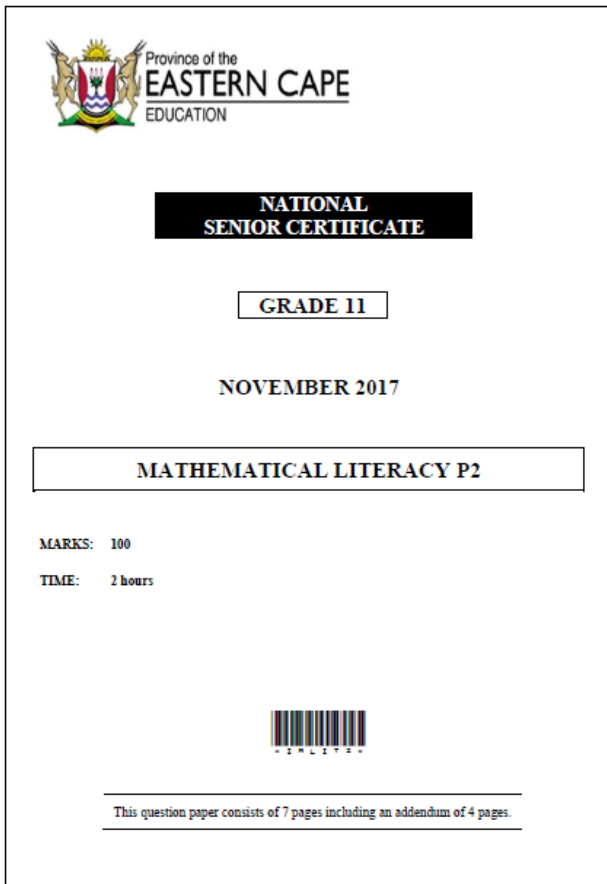 Province of the
EASTERN CAPE
EDUCATION
NATIONAL
SENIOR CERTIFICATE
GRADE 11
NOVEMBER 2017
MATHEMATICAL LITERACY P2
MARKS: 100
TIME: 2 hours
This question paper consists of 7 pages including an addendum of 4 pages.